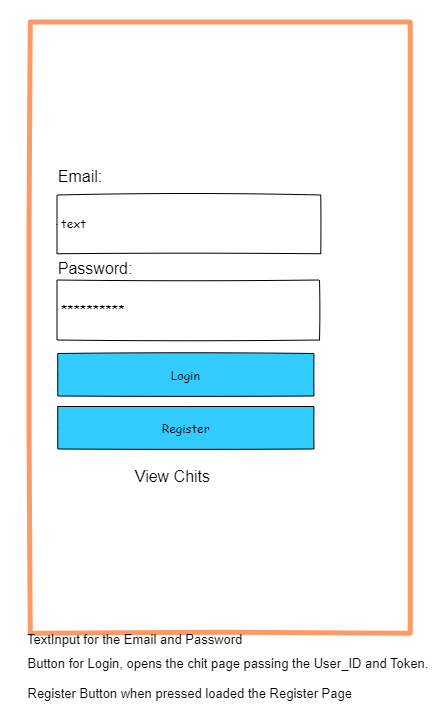 Email:
text
Password:
**********
Login
Register
View Chits
TextInput for the Email and Password
Button for Login, opens the chit page passing the User_ID and Token.
Register Button when pressed loaded the Register Page